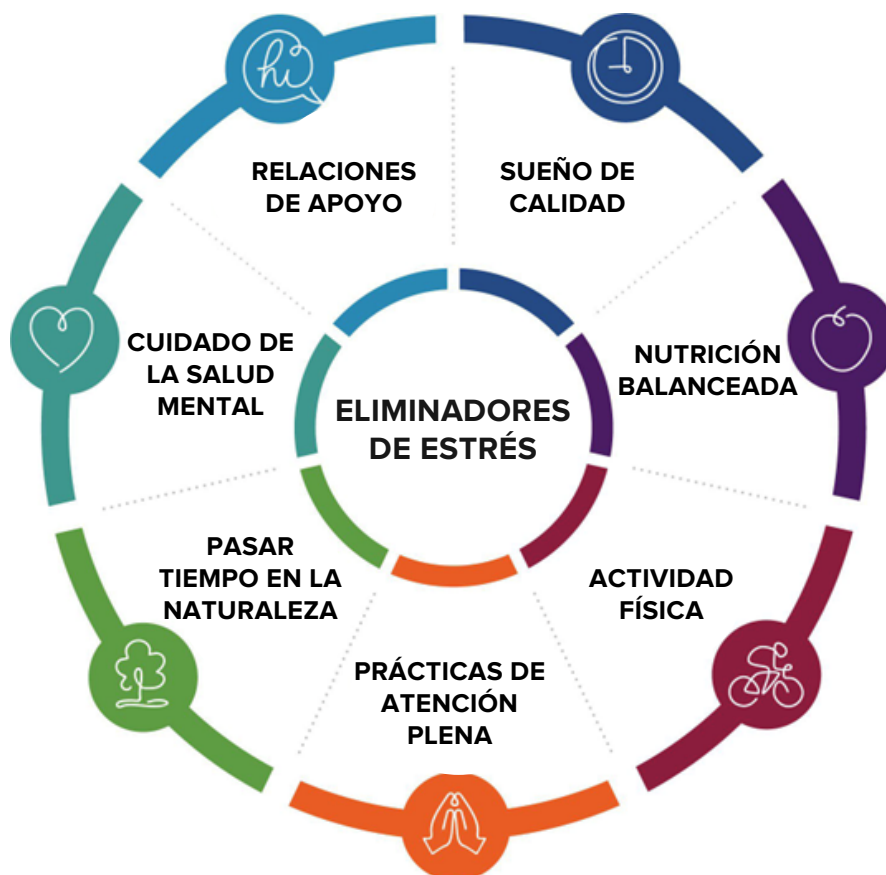 hi
RELACIONES
DE APOYO
SUEÑO DE
CALIDAD
CUIDADO DE
LA SALUD
MENTAL
NUTRICIÓN
BALANCEADA
ELIMINADORES
DE ESTRÉS
PASAR
TIEMPO EN LA
NATURALEZA
ACTIVIDAD
FÍSICA
PRÁCTICAS DE
ATENCIÓN
PLENA